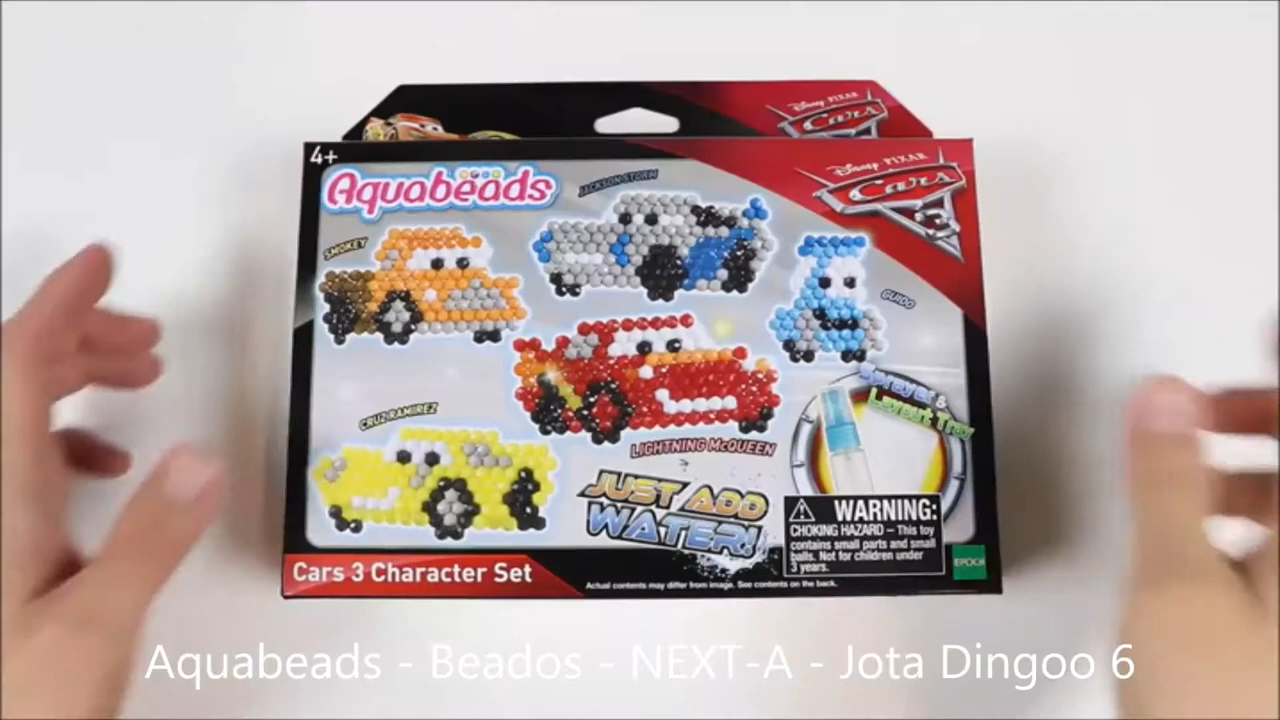 Disney PIXAR
Cars
4+
Aquabeads
JACKSON STORM
Disney PIXAR
Cars
3
SMOKEY
GUIDO
Sprayer &
Layout Tray
CRUZ RAMIREZ
LIGHTNING McQUEEN
JUST ADD
WATER!
WARNING:
CHOKING HAZARD – This toy
contains small parts and small
balls. Not for children under
3 years.
EPOCH
Cars 3 Character Set
Actual contents may differ from image. See contents on the back.
Aquabeads - Beados - NEXT-A - Jota Dingoo 6